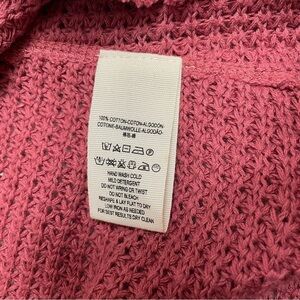 100% COTTON-COTON-ALGODÓN
COTONE-BAUMWOLLE-ALGODÃO
HAND WASH COLD
MILD DETERGENT
DO NOT WRING OR TWIST
DO NOT BLEACH
RESHAPE & LAY FLAT TO DRY
LOW IRON AS NEEDED
FOR BEST RESULTS DRY CLEAN